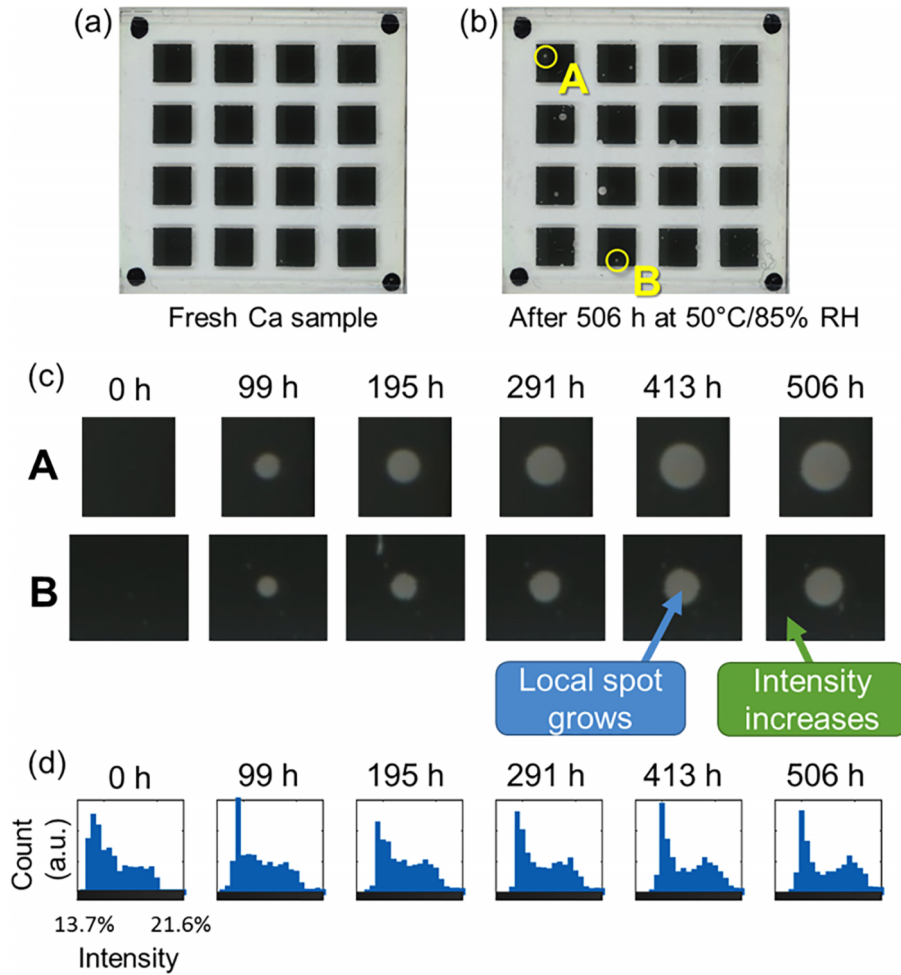 (a)
(b)
A
B
Fresh Ca sample
After 506 h at 50°C/85% RH
(c)
0 h
99 h
195 h
291 h
413 h
506 h
A
B
Local spot
grows
Intensity
increases
(d)
0 h
99 h
195 h
291 h
413 h
506 h
Count
(a.u.)
13.7%
21.6%
Intensity